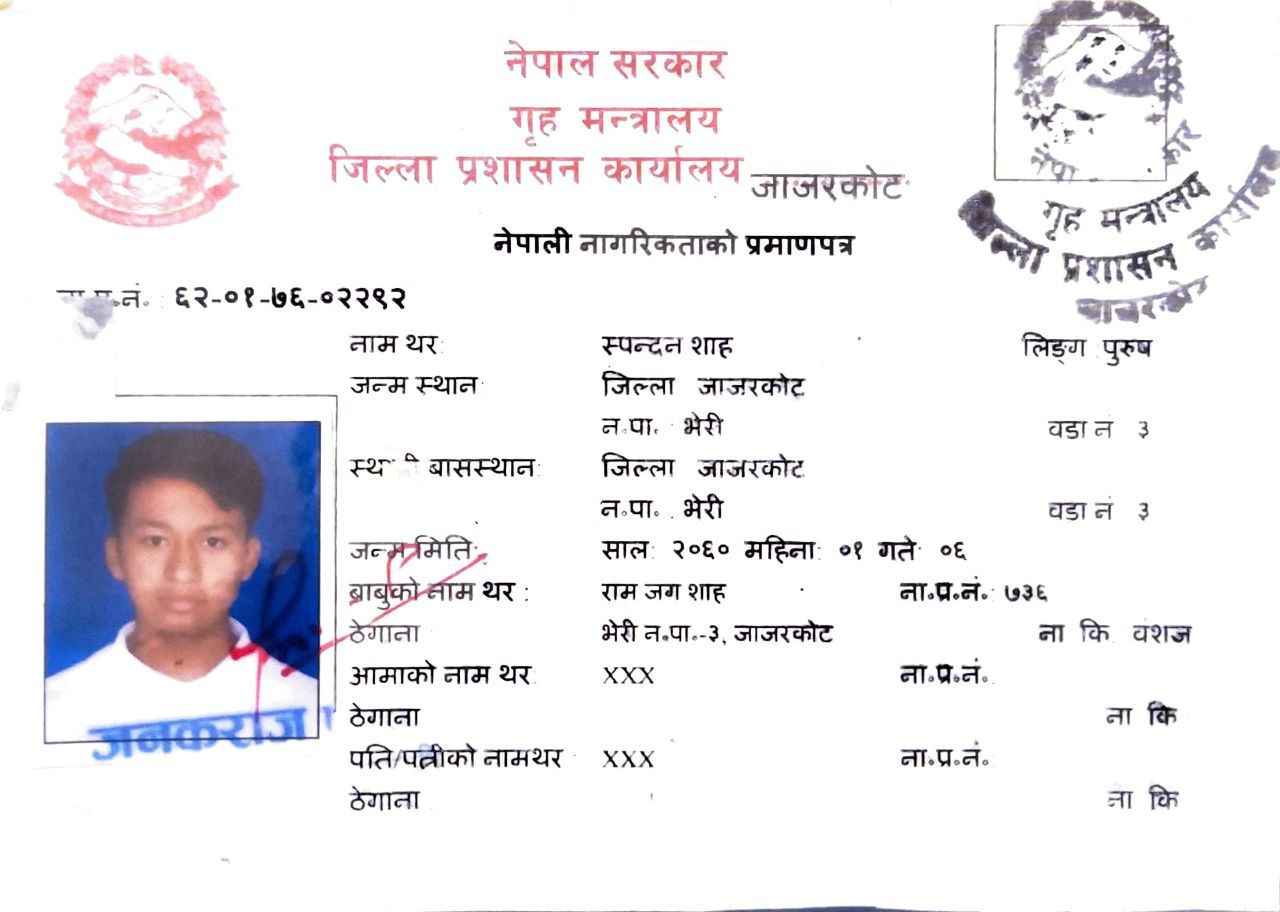 नेपाल सरकार
गृह मन्त्रालय
जिल्ला प्रशासन कार्यालय जाजरकोट
नेपाली नागरिकताको प्रमाणपत्र
गृह मन्त्रालय
प्रशासन कार्यालय
६२-०१-७६-०२२९२
नाम थर: स्पन्दन शाह लिङ्ग पुरुष
जन्म स्थान जिल्ला जाजरकोट
न.पा. भेरी वडा नं ३
बासस्थान: जिल्ला जाजरकोट
न.पा. भेरी वडा नं ३
जन्म मिति: साल: २०६० महिना: ०१ गते ०६
बाबुको नाम थर : राम जग शाह ना.प्र.नं. ७३६
ठेगाना भेरी न.पा.-३, जाजरकोट ना कि वंशज
आमाको नाम थर: XXX ना.प्र.नं.
ठेगाना ना कि
पति/पत्नीको नामथर XXX ना.प्र.नं.
ठेगाना ना कि
जनकराज